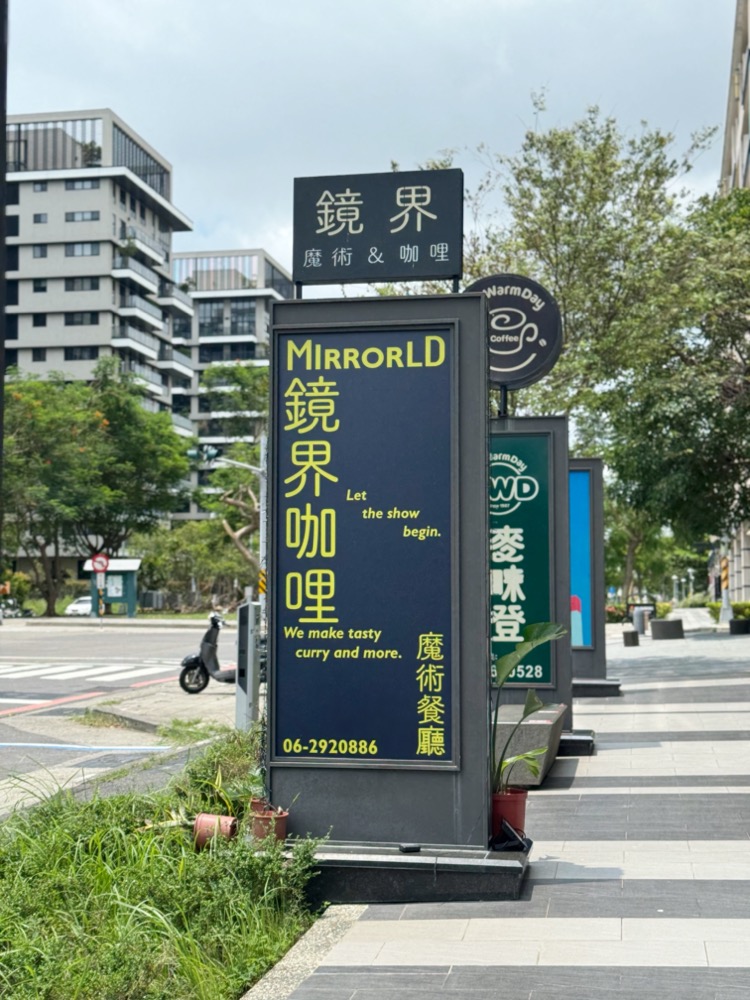 鏡界
魔術 & 咖哩
MIRRORLD
鏡界咖哩
Let
the show
begin.
We make tasty
curry and more.
魔術餐廳
06-2920886
WarmDay
Coffee
WarmDay
WD
麥味登
0528